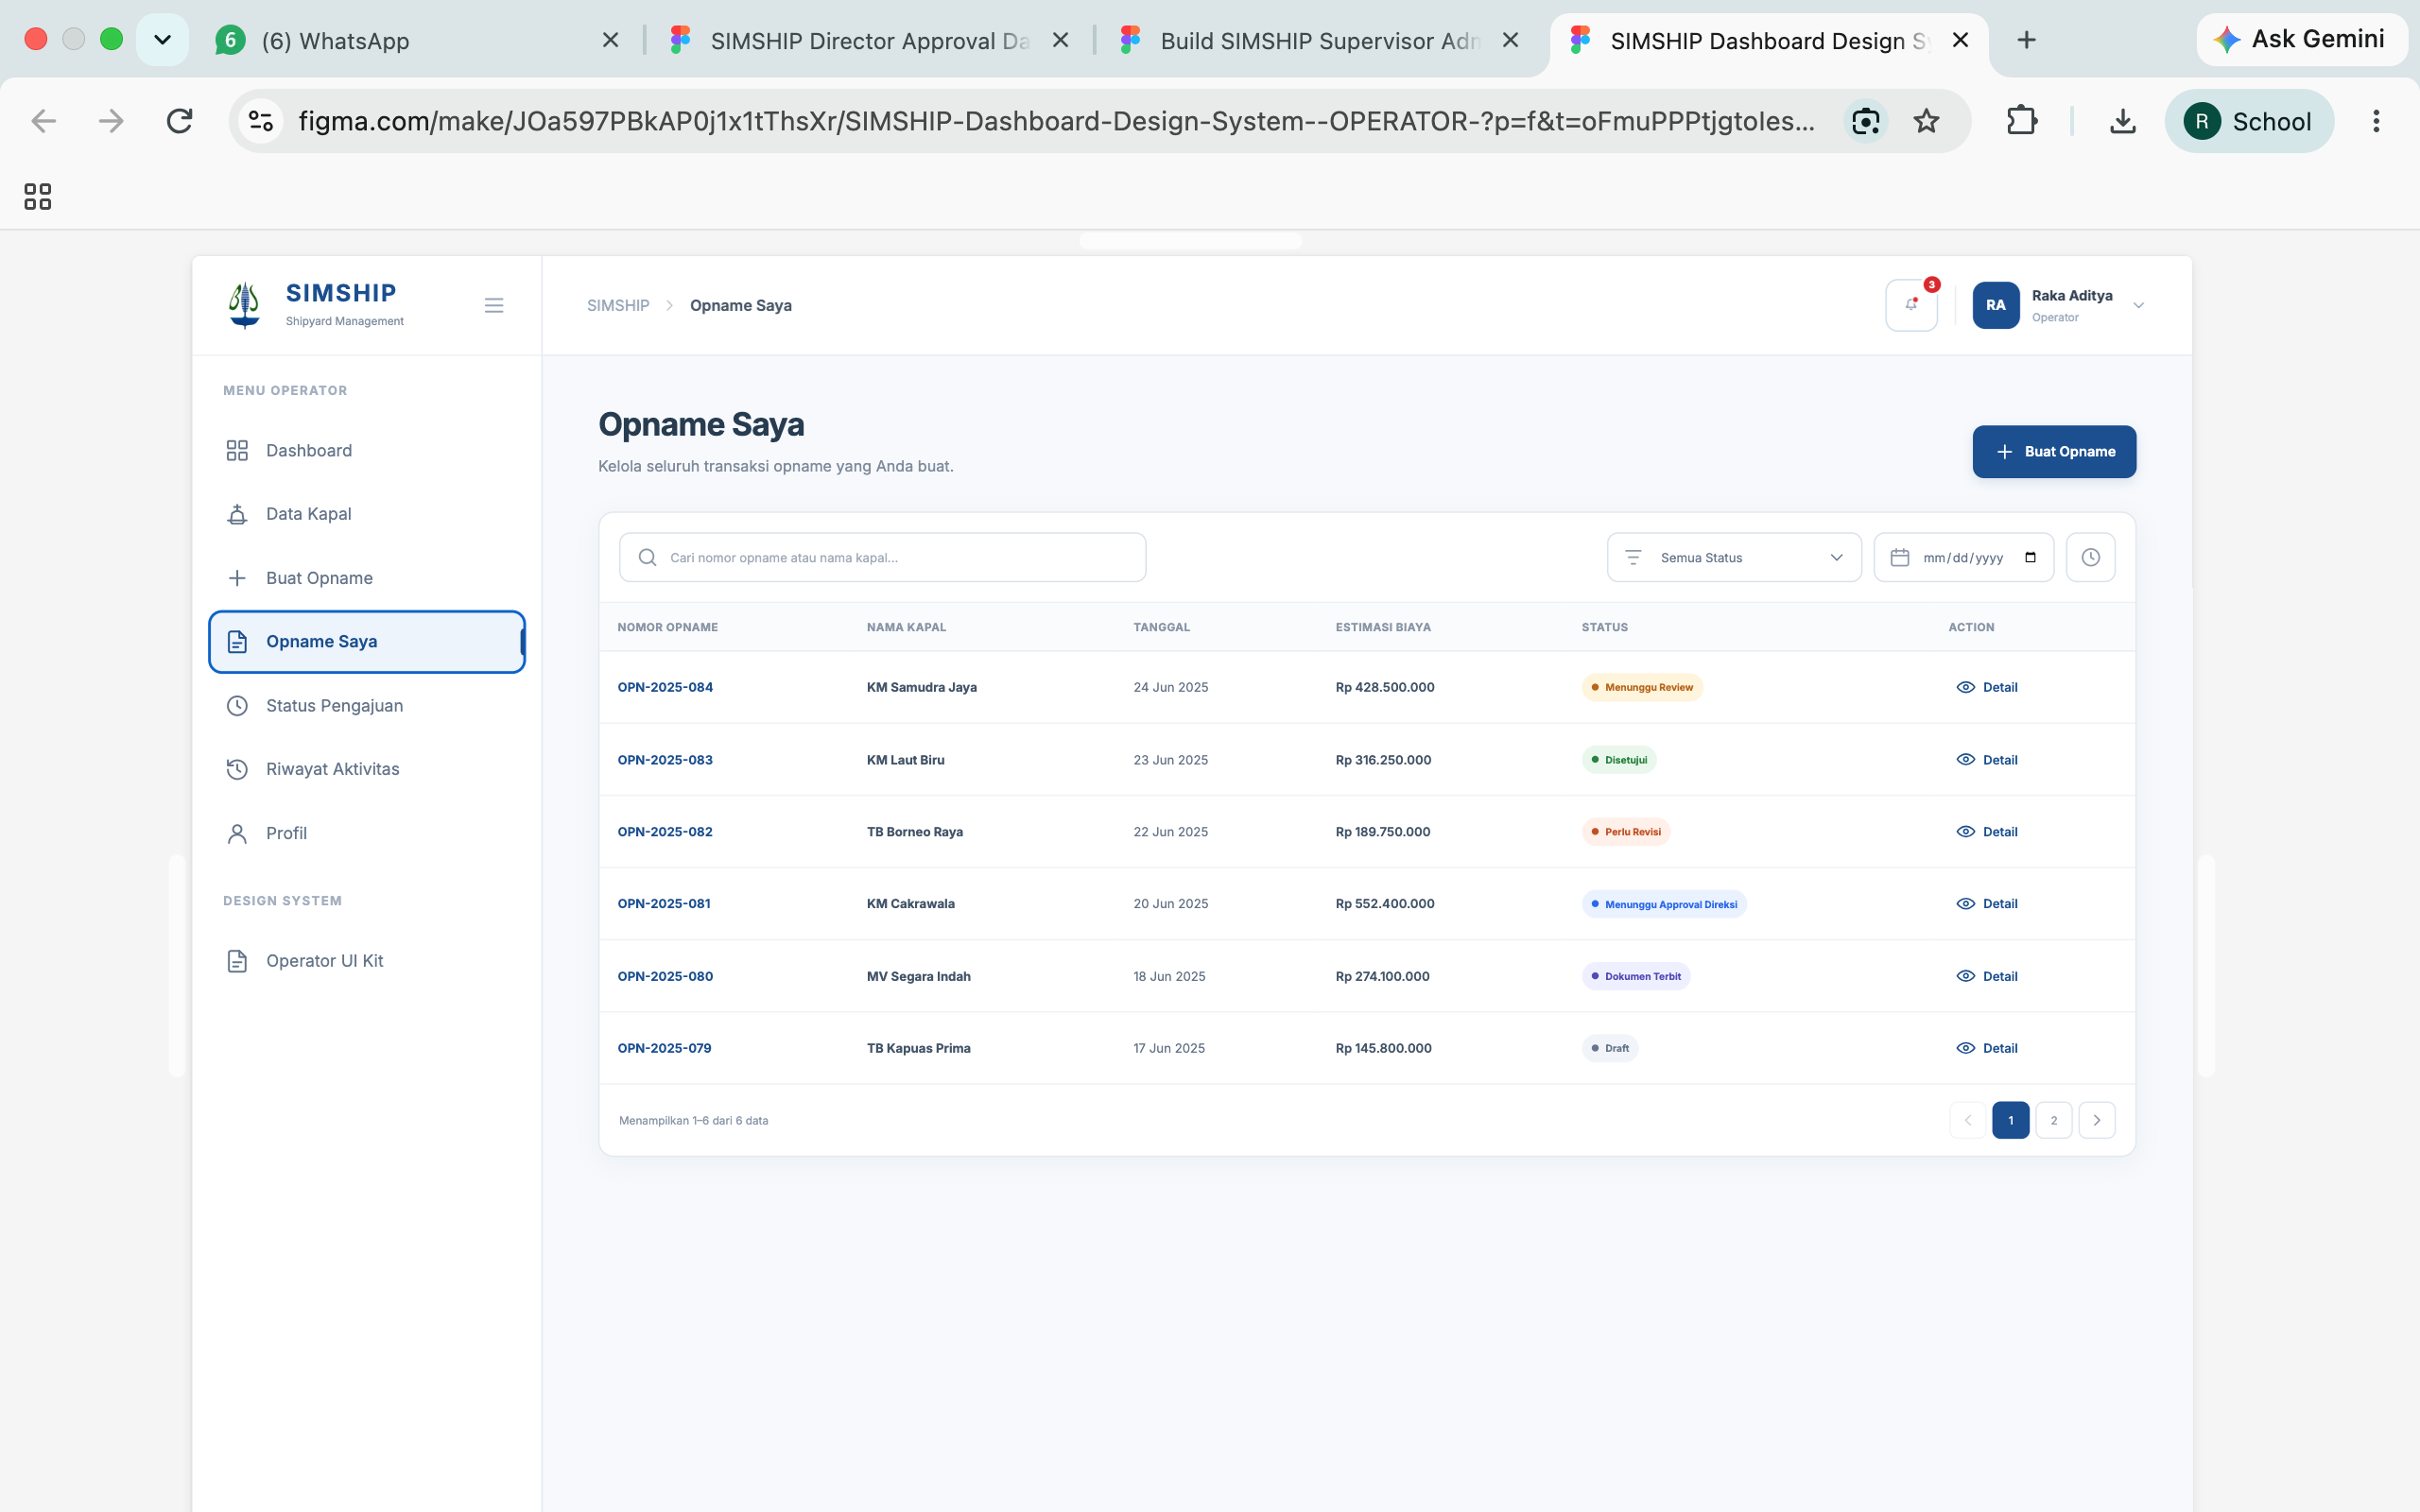 6 (6) WhatsApp
SIMSHIP Director Approval Da
Build SIMSHIP Supervisor Adn
SIMSHIP Dashboard Design S
Ask Gemini
figma.com/make/JOa597PBkAP0j1x1tThsXr/SIMSHIP-Dashboard-Design-System--OPERATOR-?p=f&t=oFmuPPPtjgtoIes...
R School
SIMSHIP
Shipyard Management
SIMSHIP > Opname Saya
3
RA
Raka Aditya
Operator
MENU OPERATOR
Dashboard
Data Kapal
Buat Opname
Opname Saya
Status Pengajuan
Riwayat Aktivitas
Profil
DESIGN SYSTEM
Operator UI Kit
Opname Saya
Kelola seluruh transaksi opname yang Anda buat.
+ Buat Opname
Cari nomor opname atau nama kapal...
Semua Status
mm/dd/yyyy
NOMOR OPNAME NAMA KAPAL TANGGAL ESTIMASI BIAYA STATUS ACTION
OPN-2025-084 KM Samudra Jaya 24 Jun 2025 Rp 428.500.000 Menunggu Review Detail
OPN-2025-083 KM Laut Biru 23 Jun 2025 Rp 316.250.000 Disetujui Detail
OPN-2025-082 TB Borneo Raya 22 Jun 2025 Rp 189.750.000 Perlu Revisi Detail
OPN-2025-081 KM Cakrawala 20 Jun 2025 Rp 552.400.000 Menunggu Approval Direksi Detail
OPN-2025-080 MV Segara Indah 18 Jun 2025 Rp 274.100.000 Dokumen Terbit Detail
OPN-2025-079 TB Kapuas Prima 17 Jun 2025 Rp 145.800.000 Draft Detail
Menampilkan 1–6 dari 6 data
1 2